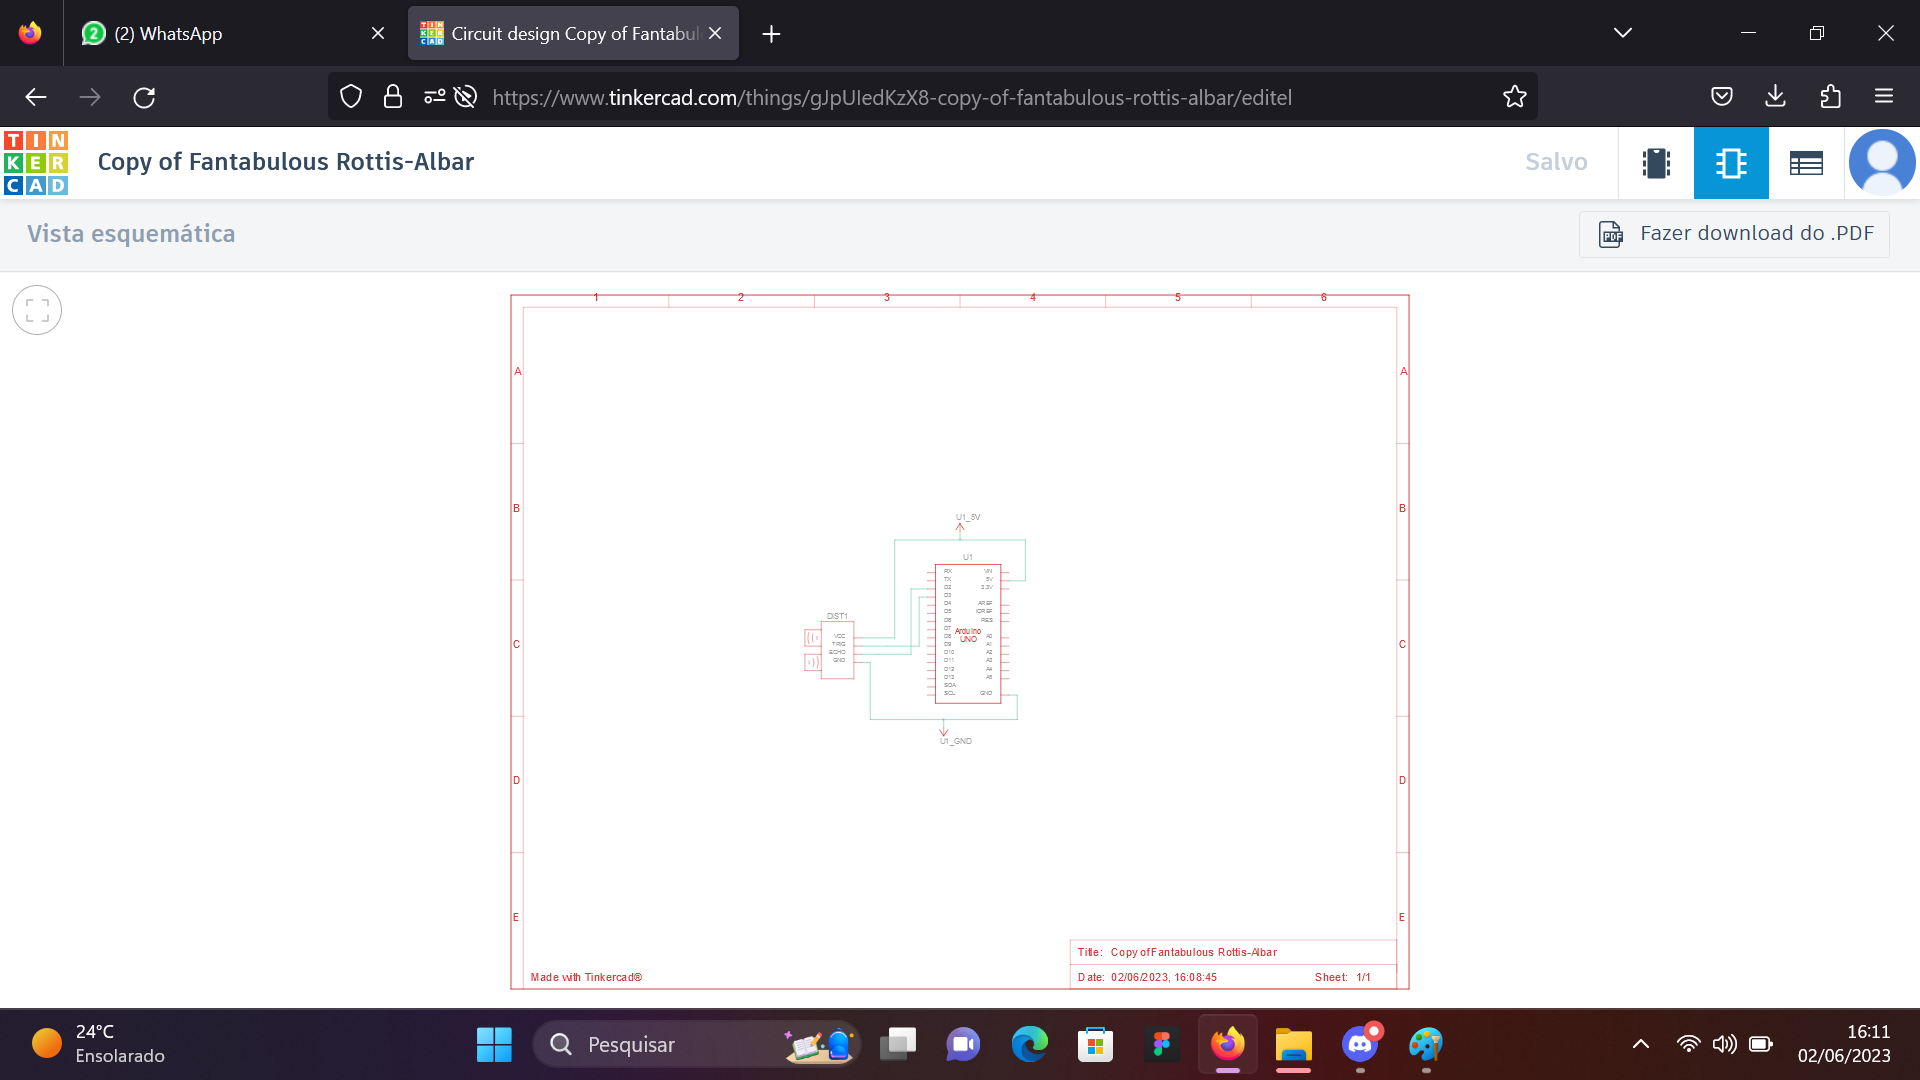 (2) WhatsApp
Circuit design Copy of Fantabul
https://www.tinkercad.com/things/gJpUIedKzX8-copy-of-fantabulous-rottis-albar/editel
TIN
KER
CAD
Copy of Fantabulous Rottis-Albar
Salvo
Vista esquemática
PDF
Fazer download do .PDF
1 2 3 4 5 6
A A
B B
U1_5V
U1
RX VIN
TX 5V
D2 3.3V
D3
D4 AREF
D5 IOREF
D6 RES
D7
Arduino
UNO
D8 A0
D9 A1
D10 A2
D11 A3
D12 A4
D13 A5
SDA
SCL GND
DIST1
VCC
TRIG
ECHO
GND
C C
U1_GND
D D
E E
Title: Copy of Fantabulous Rottis-Albar
Made with Tinkercad®
Date: 02/06/2023, 16:08:45 Sheet: 1/1
24°C
Ensolarado
Pesquisar
16:11
02/06/2023